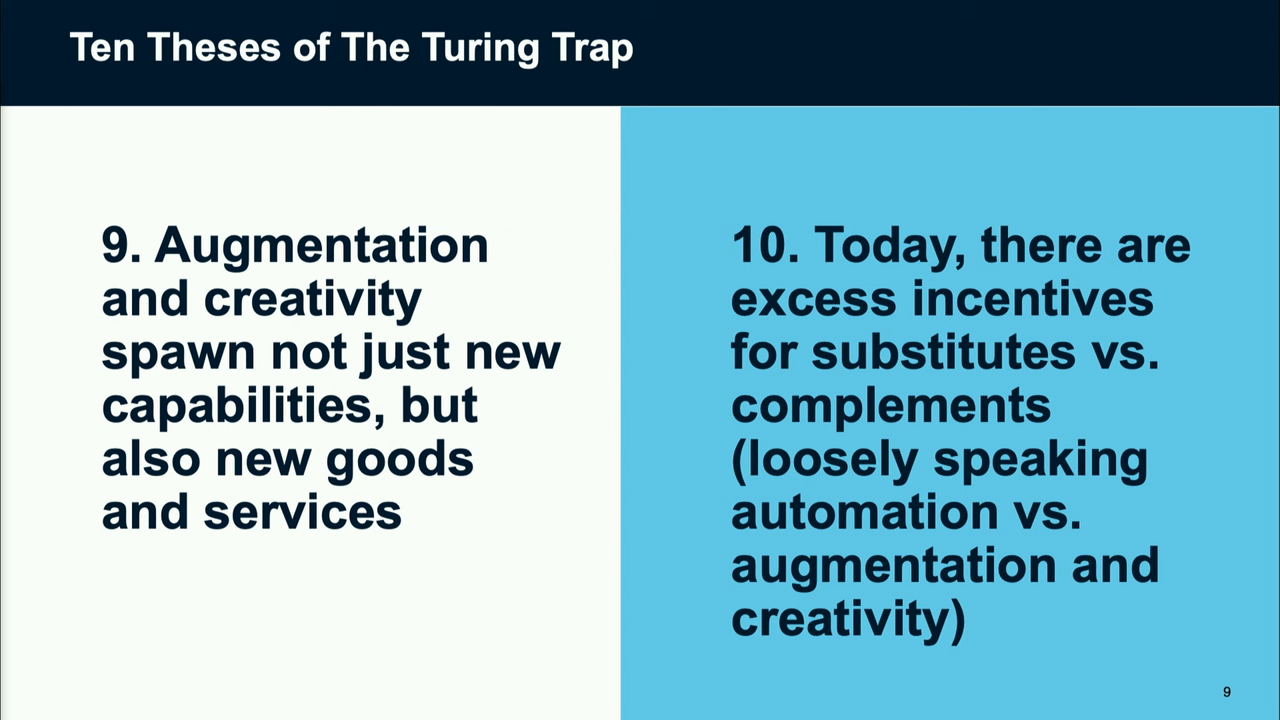 Ten Theses of The Turing Trap
9. Augmentation
and creativity
spawn not just new
capabilities, but
also new goods
and services
10. Today, there are
excess incentives
for substitutes vs.
complements
(loosely speaking
automation vs.
augmentation and
creativity)
9